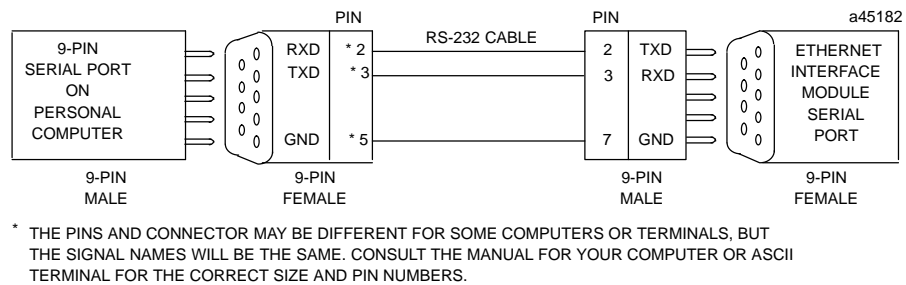 PIN
PIN
a45182
9-PIN
SERIAL PORT
ON
PERSONAL
COMPUTER
RXD
* 2
TXD
* 3
GND
* 5
RS-232 CABLE
2
TXD
3
RXD
7
GND
ETHERNET
INTERFACE
MODULE
SERIAL
PORT
9-PIN
MALE
9-PIN
FEMALE
9-PIN
MALE
9-PIN
FEMALE
* THE PINS AND CONNECTOR MAY BE DIFFERENT FOR SOME COMPUTERS OR TERMINALS, BUT
THE SIGNAL NAMES WILL BE THE SAME. CONSULT THE MANUAL FOR YOUR COMPUTER OR ASCII
TERMINAL FOR THE CORRECT SIZE AND PIN NUMBERS.